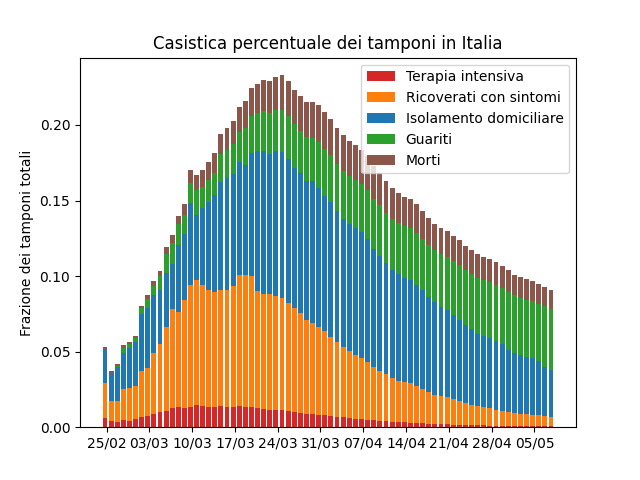 Casistica percentuale dei tamponi in Italia
Terapia intensiva
Ricoverati con sintomi
Isolamento domiciliare
Guariti
Morti
Frazione dei tamponi totali
0.20
0.15
0.10
0.05
0.00
25/02 03/03 10/03 17/03 24/03 31/03 07/04 14/04 21/04 28/04 05/05